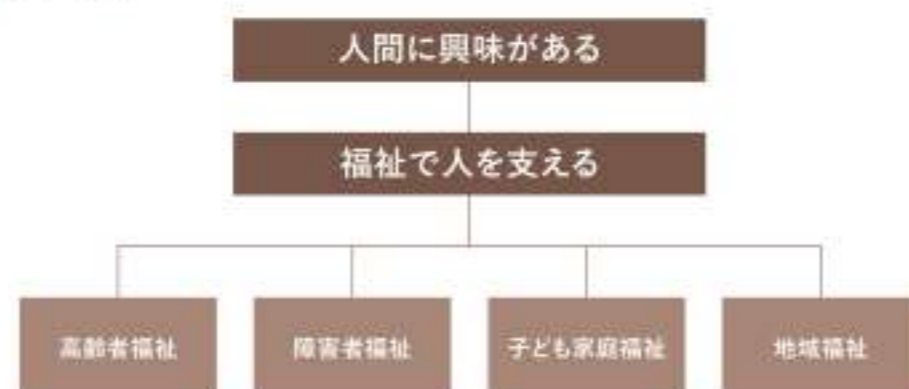 人間に興味がある
福祉で人を支える
高齢者福祉
障害者福祉
子ども家庭福祉
地域福祉